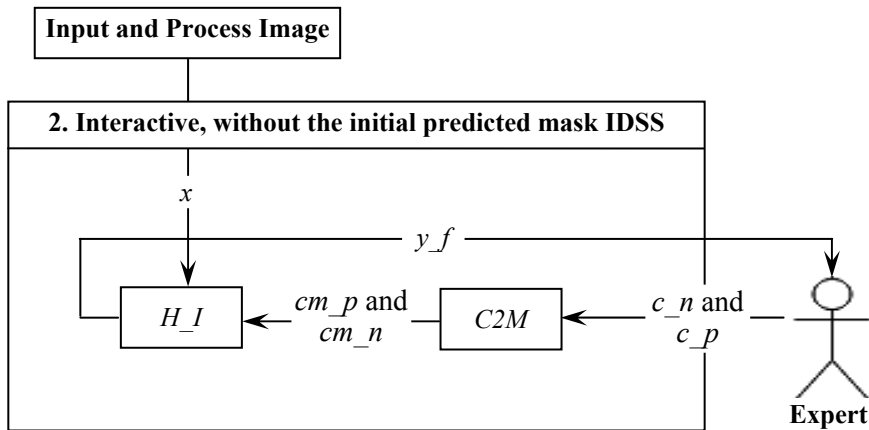 Input and Process Image
2. Interactive, without the initial predicted mask IDSS
x
y_f
H_I
cm_p and
cm_n
C2M
c_n and
c_p
Expert